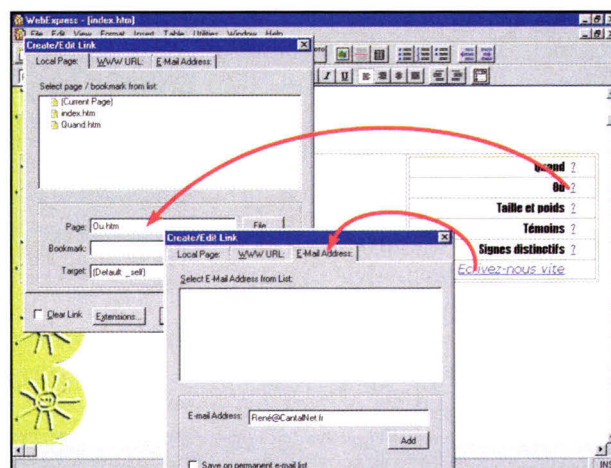 WebExpress - [index.htm]
File Edit View Format Insert Table Utilities Window Help
Create/Edit Link
Local Page: WWW URL: E-Mail Address:
Select page / bookmark from list:
(Current Page)
index.htm
Quand.htm
Page: Ou.htm File
Bookmark:
Target: (Default: _self)
Clear Link Extensions...
Quand ?
Où ?
Taille et poids ?
Témoins ?
Signes distinctifs ?
Ecrivez-nous vite
Create/Edit Link
Local Page: WWW URL: E-Mail Address:
Select E-Mail Address from List:
E-mail Address: René@CantalNet.fr
Add
Save on permanent e-mail list